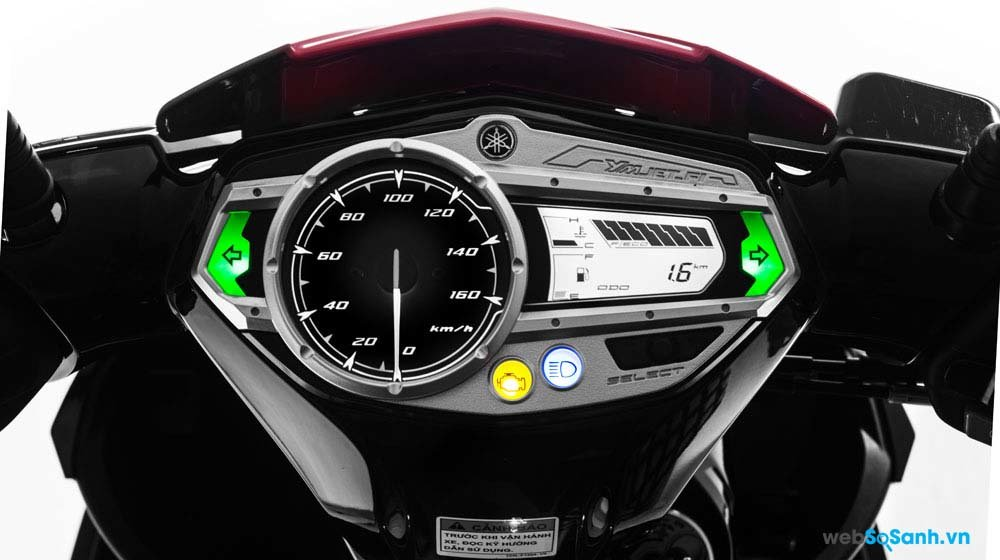 YMJET-FI
0
20
40
60
80
100
120
140
160
km/h
H
C
F/ECO
F
E
1.6 km
ODO
SELECT
CẢNH BÁO
TRƯỚC KHI VẬN HÀNH
XE, ĐỌC KỸ HƯỚNG
DẪN SỬ DỤNG.
webSoSanh.vn